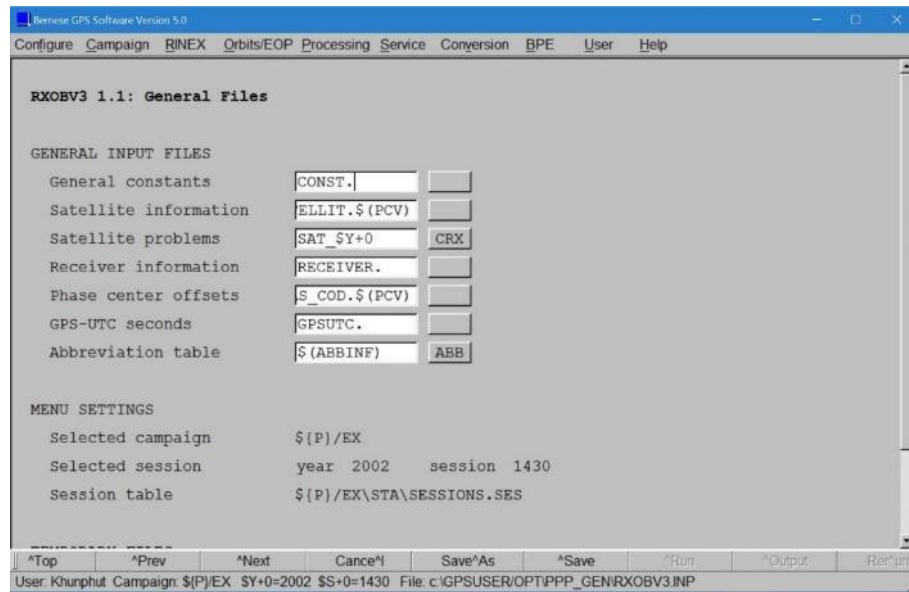 Bernese GPS Software Version 5.0
Configure Campaign RINEX Orbits/EOP Processing Service Conversion BPE User Help
RXOBV3 1.1: General Files
GENERAL INPUT FILES
General constants CONST.
Satellite information ELLIT.$(PCV)
Satellite problems SAT_$Y+0 CRX
Receiver information RECEIVER.
Phase center offsets S_COD.$(PCV)
GPS-UTC seconds GPSUTC.
Abbreviation table $(ABBINF) ABB
MENU SETTINGS
Selected campaign ${P}/EX
Selected session year 2002 session 1430
Session table ${P}/EX\STA\SESSIONS.SES
^Top ^Prev ^Next Cance^l Save^As ^Save ^Run ^Output
User: Khunphut Campaign: ${P}/EX $Y+0=2002 $S+0=1430 File: c:\GPSUSER/OPT\PPP_GEN\RXOBV3.INP